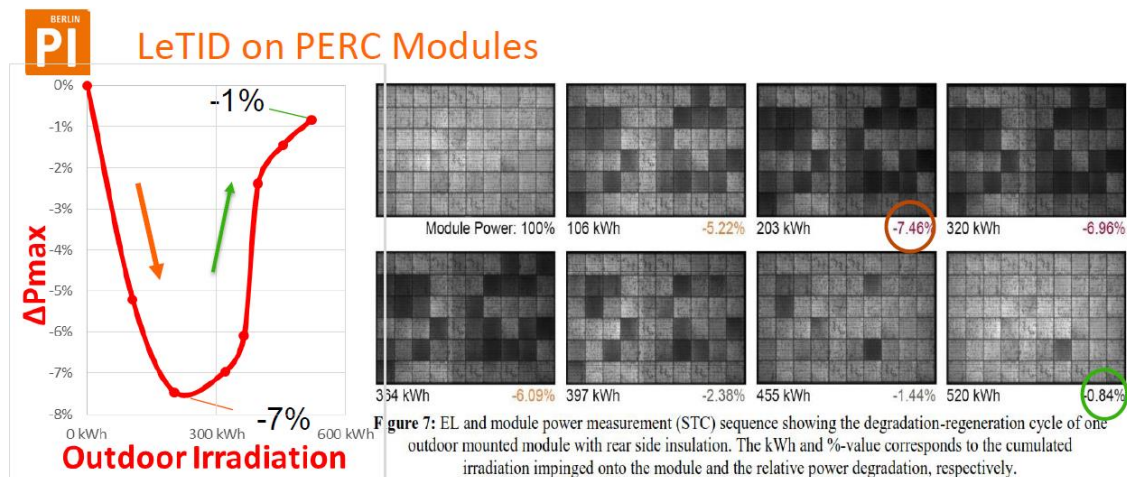 BERLIN
PI
LeTID on PERC Modules
0%
-1%
-2%
-3%
-4%
-5%
-6%
-7%
-8%
ΔPmax
-1%
-7%
0 kWh
300 kWh
600 kWh
Outdoor Irradiation
Module Power: 100%
106 kWh -5.22%
203 kWh -7.46%
320 kWh -6.96%
364 kWh -6.09%
397 kWh -2.38%
455 kWh -1.44%
520 kWh -0.84%
Figure 7: EL and module power measurement (STC) sequence showing the degradation-regeneration cycle of one
outdoor mounted module with rear side insulation. The kWh and %-value corresponds to the cumulated
irradiation impinged onto the module and the relative power degradation, respectively.